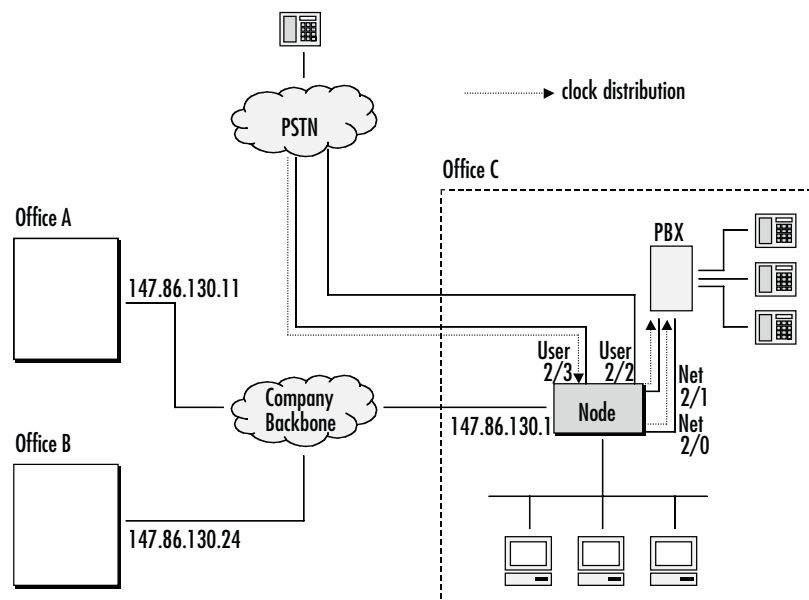 PSTN
clock distribution
Office C
Office A
PBX
147.86.130.11
User
2/3
User
2/2
Net
2/1
Company
Backbone
Node
147.86.130.1
Net
2/0
Office B
147.86.130.24